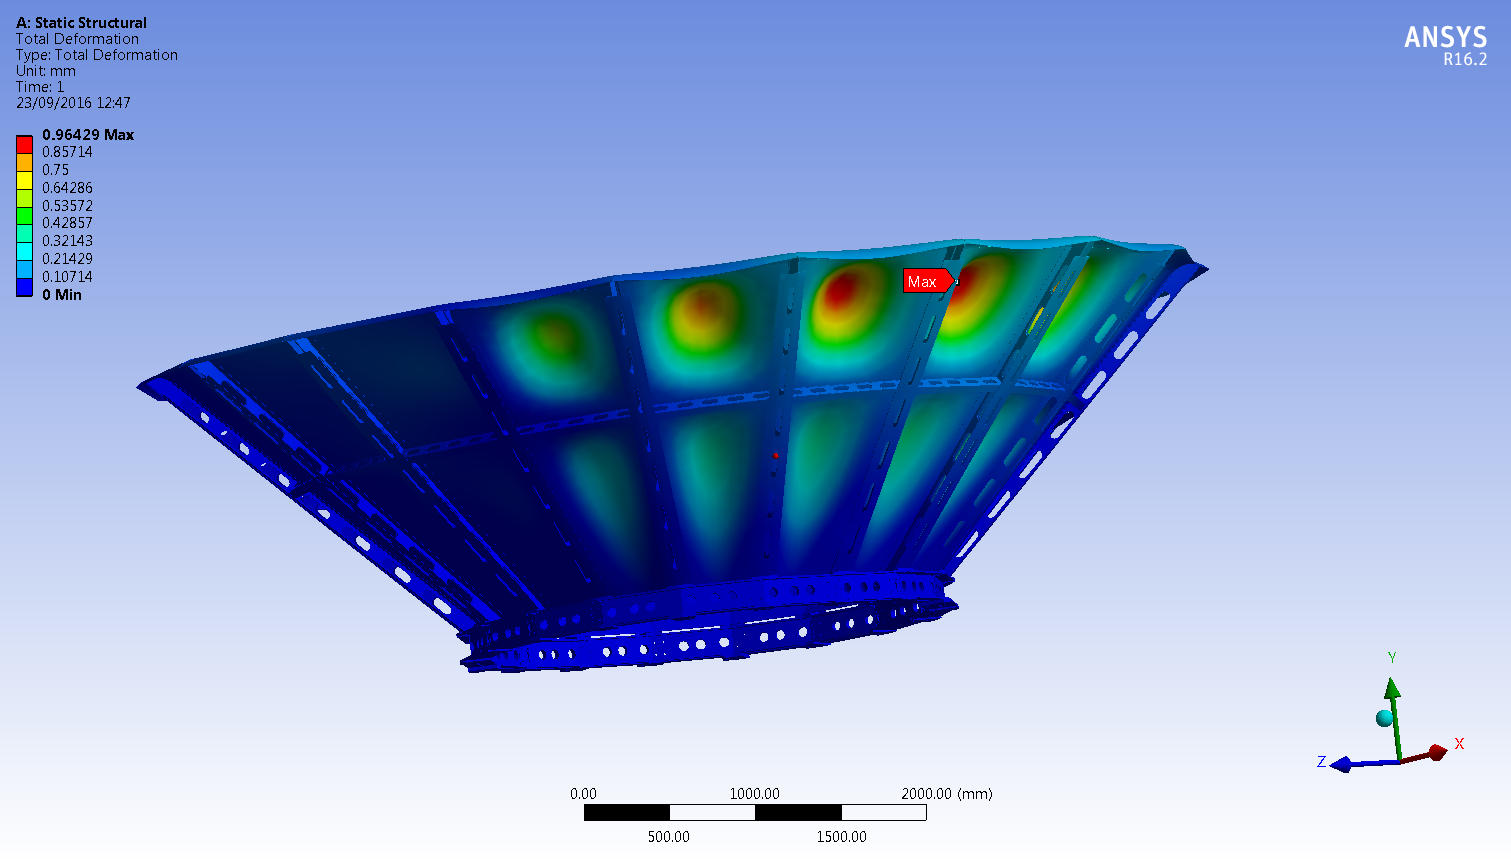 A: Static Structural
Total Deformation
Type: Total Deformation
Unit: mm
Time: 1
23/09/2016 12:47
ANSYS
R16.2
0.96429 Max
0.85714
0.75
0.64286
0.53572
0.42857
0.32143
0.21429
0.10714
0 Min
Max
Y
X
Z
0.00 1000.00 2000.00 (mm)
500.00 1500.00